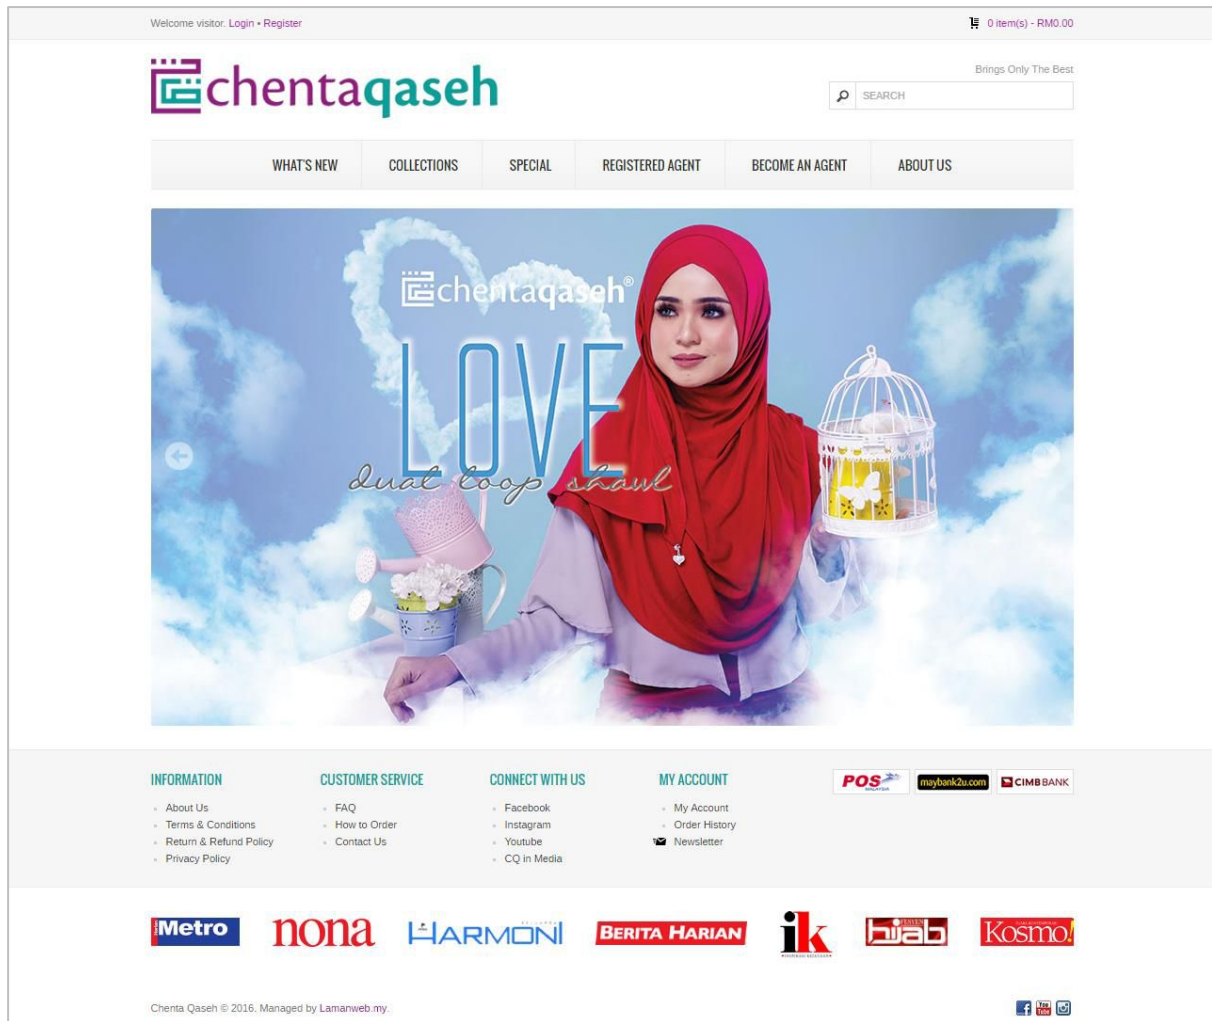 Welcome visitor. Login • Register
0 item(s) - RM0.00
chentaqaseh
Brings Only The Best
SEARCH
WHAT'S NEW
COLLECTIONS
SPECIAL
REGISTERED AGENT
BECOME AN AGENT
ABOUT US
chentaqaseh®
LOVE
dual loop shawl
INFORMATION
About Us
Terms & Conditions
Return & Refund Policy
Privacy Policy
CUSTOMER SERVICE
FAQ
How to Order
Contact Us
CONNECT WITH US
Facebook
Instagram
Youtube
CQ in Media
MY ACCOUNT
My Account
Order History
Newsletter
POS
MALAYSIA
maybank2u.com
CIMB BANK
Metro
nona
HARMONI
BERITA HARIAN
ik
hijab
Kosmo!
Chenta Qaseh © 2016. Managed by Lamanweb.my.
You Tube